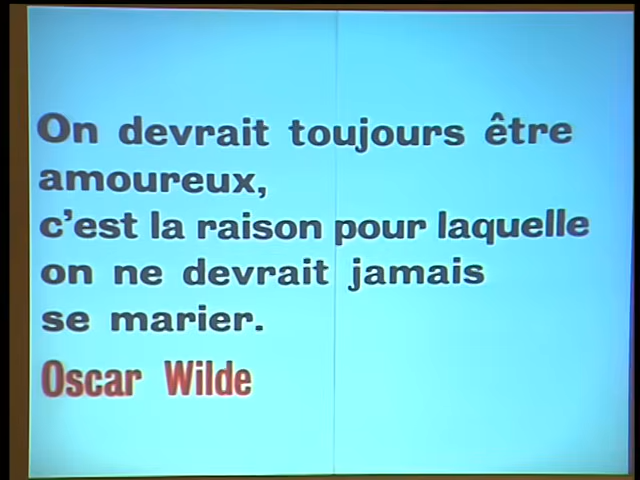 On devrait toujours être
amoureux,
c'est la raison pour laquelle
on ne devrait jamais
se marier.
Oscar Wilde